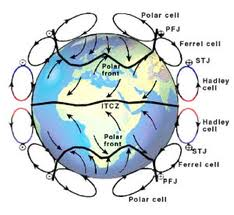 Polar cell
PFJ
Ferrel cell
STJ
Polar
front
Hadley
cell
ITCZ
Hadley
cell
Polar
front
STJ
Ferrel cell
PFJ
Polar cell